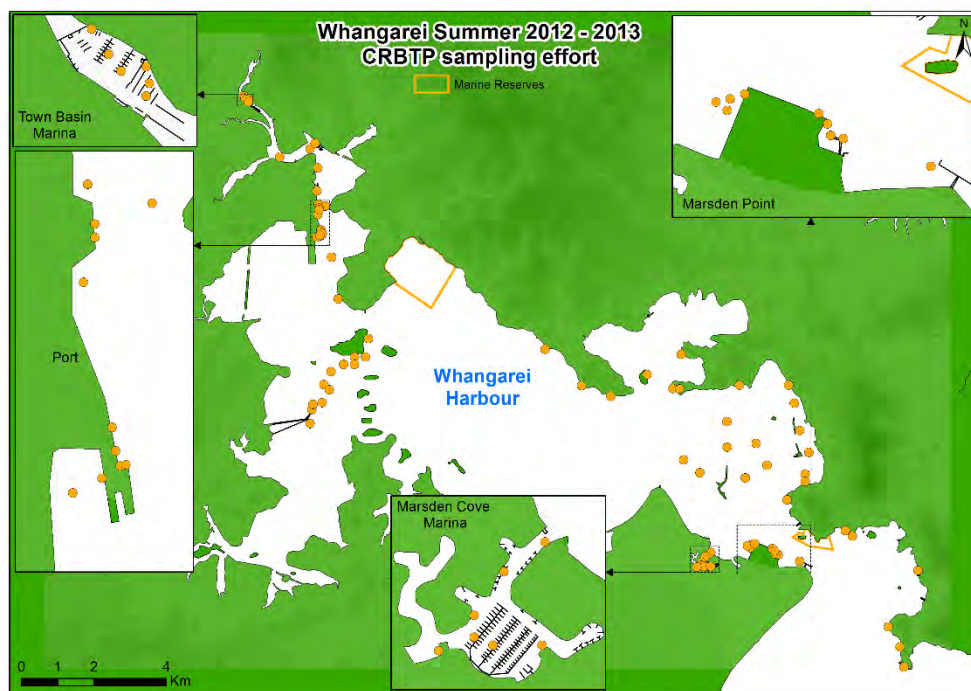 Whangarei Summer 2012 - 2013
CRBTP sampling effort
Marine Reserves
Town Basin
Marina
N
Marsden Point
Port
Whangarei
Harbour
Marsden Cove
Marina
0 1 2 4
Km